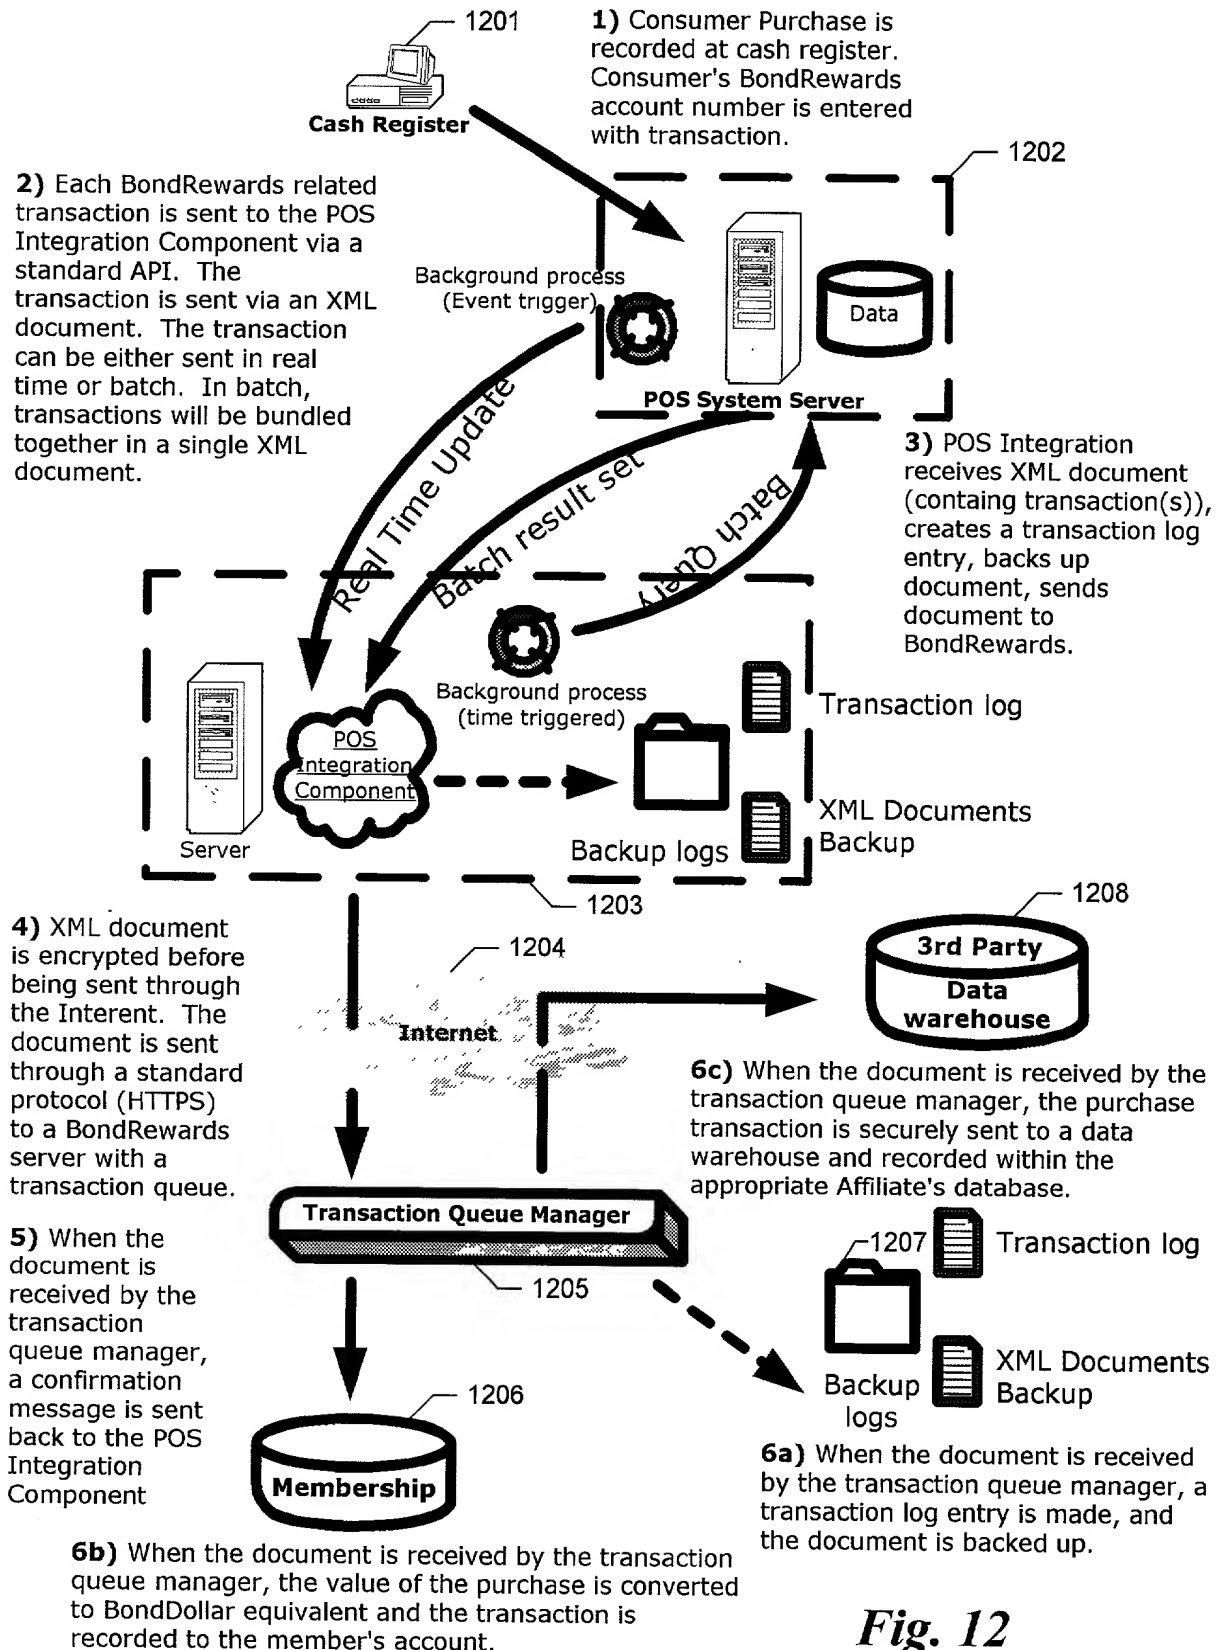 1201
Cash Register
1) Consumer Purchase is
recorded at cash register.
Consumer's BondRewards
account number is entered
with transaction.
1202
2) Each BondRewards related
transaction is sent to the POS
Integration Component via a
standard API. The
transaction is sent via an XML
document. The transaction
can be either sent in real
time or batch. In batch,
transactions will be bundled
together in a single XML
document.
Background process
(Event trigger)
Data
POS System Server
Real Time Update
Batch result set
Batch Query
3) POS Integration
receives XML document
(containg transaction(s)),
creates a transaction log
entry, backs up
document, sends
document to
BondRewards.
Background process
(time triggered)
Server
POS
Integration
Component
Backup logs
Transaction log
XML Documents
Backup
1203
4) XML document
is encrypted before
being sent through
the Interent. The
document is sent
through a standard
protocol (HTTPS)
to a BondRewards
server with a
transaction queue.
1204
Internet
1208
3rd Party
Data
warehouse
6c) When the document is received by the
transaction queue manager, the purchase
transaction is securely sent to a data
warehouse and recorded within the
appropriate Affiliate's database.
Transaction Queue Manager
1205
5) When the
document is
received by the
transaction
queue manager,
a confirmation
message is sent
back to the POS
Integration
Component
1207
Transaction log
XML Documents
Backup
Backup
logs
1206
Membership
6a) When the document is received
by the transaction queue manager, a
transaction log entry is made, and
the document is backed up.
6b) When the document is received by the transaction
queue manager, the value of the purchase is converted
to BondDollar equivalent and the transaction is
recorded to the member's account.
Fig. 12